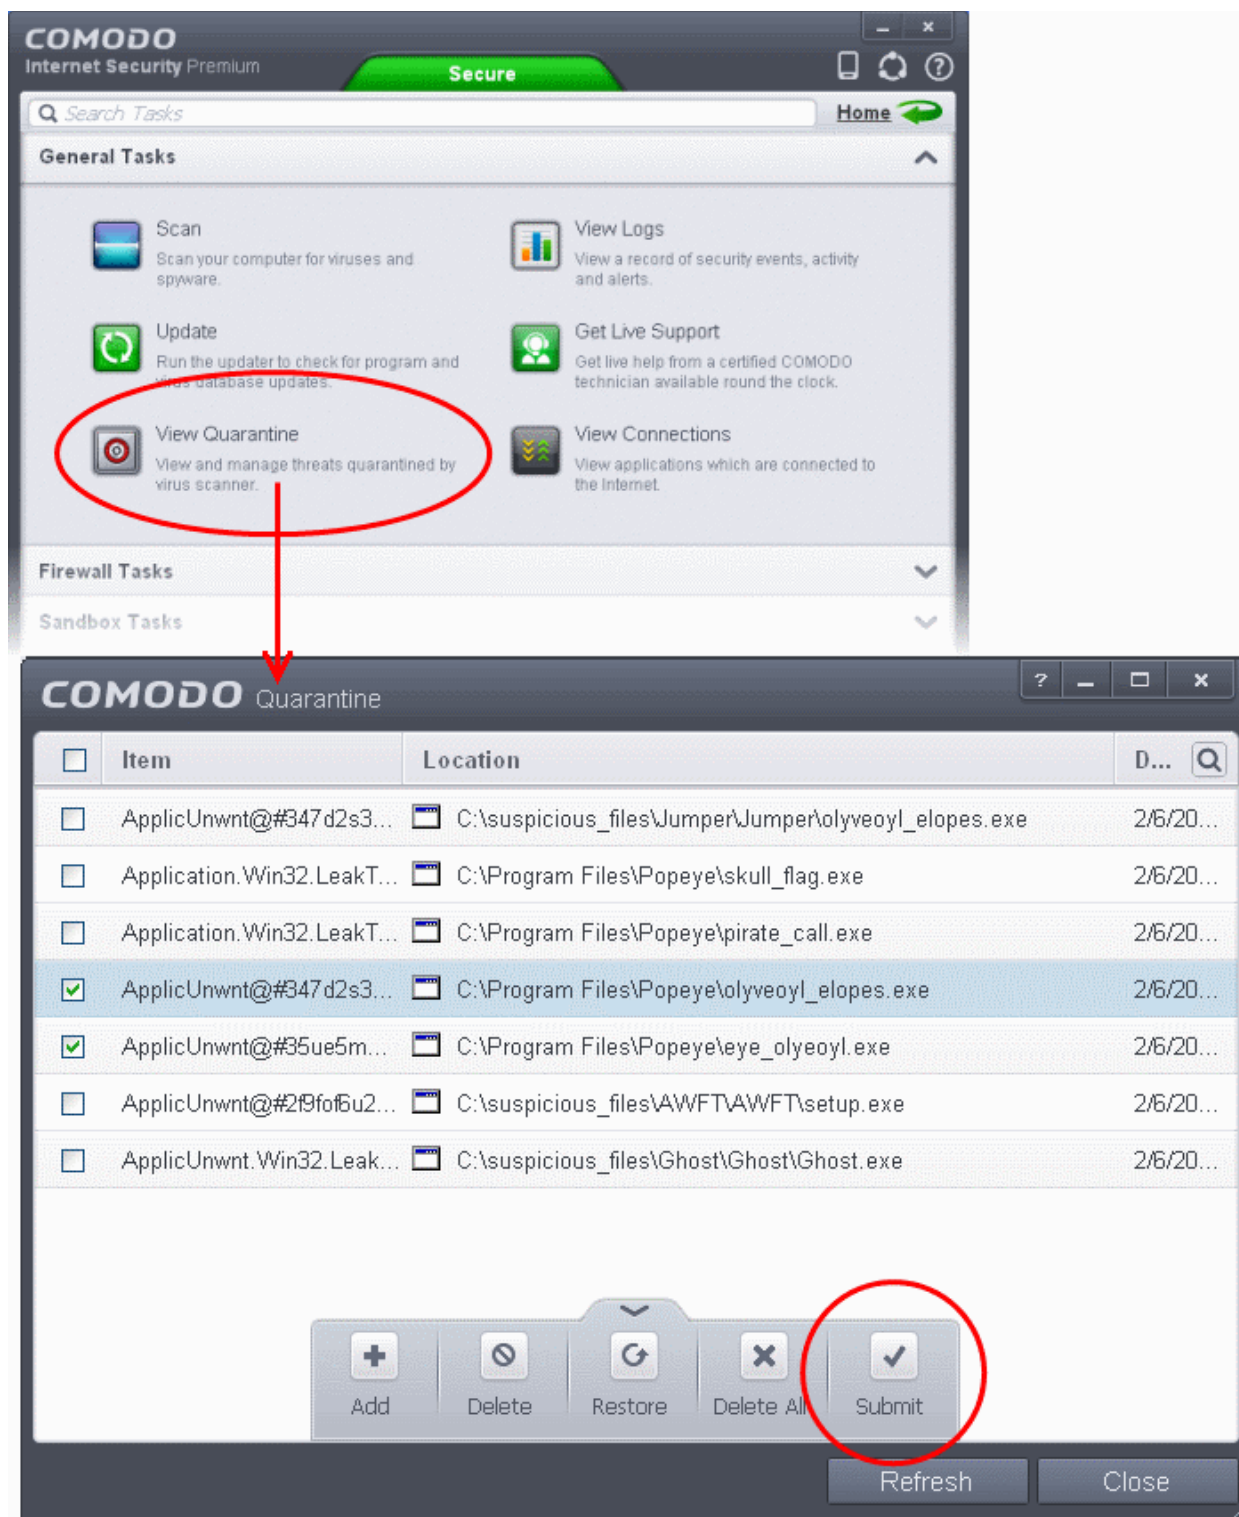 COMODO
Internet Security Premium
Secure
Search Tasks
Home
General Tasks
Scan
Scan your computer for viruses and
spyware.
View Logs
View a record of security events, activity
and alerts.
Update
Run the updater to check for program and
virus database updates.
Get Live Support
Get live help from a certified COMODO
technician available round the clock.
View Quarantine
View and manage threats quarantined by
virus scanner.
View Connections
View applications which are connected to
the Internet.
Firewall Tasks
Sandbox Tasks
COMODO Quarantine
Item Location D...
ApplicUnwnt@#347d2s3... C:\suspicious_files\Jumper\Jumper\olyveoyl_elopes.exe 2/6/20...
Application.Win32.LeakT... C:\Program Files\Popeye\skull_flag.exe 2/6/20...
Application.Win32.LeakT... C:\Program Files\Popeye\pirate_call.exe 2/6/20...
ApplicUnwnt@#347d2s3... C:\Program Files\Popeye\olyveoyl_elopes.exe 2/6/20...
ApplicUnwnt@#35ue5m... C:\Program Files\Popeye\eye_olyeoyl.exe 2/6/20...
ApplicUnwnt@#2f9fof6u2... C:\suspicious_files\AWFT\AWFT\setup.exe 2/6/20...
ApplicUnwnt.Win32.Leak... C:\suspicious_files\Ghost\Ghost\Ghost.exe 2/6/20...
Add Delete Restore Delete All Submit
Refresh Close